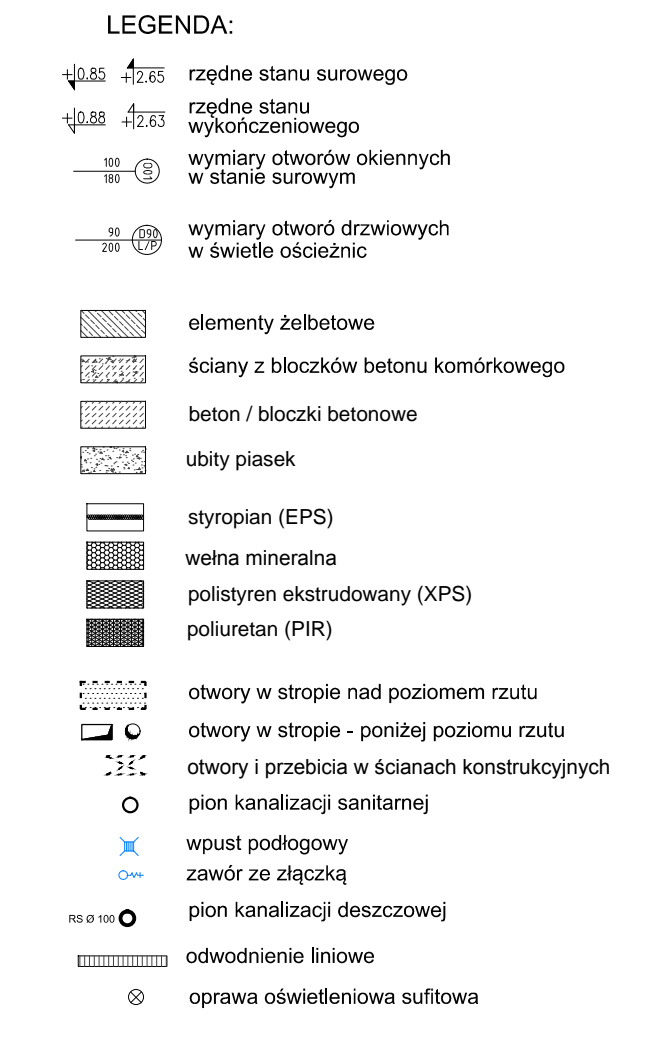 LEGENDA:
+0.85 +2.65 rzędne stanu surowego
+0.88 +2.63 rzędne stanu
wykończeniowego
100 180 001 wymiary otworów okiennych
w stanie surowym
90 200 D90 L/P wymiary otworó drzwiowych
w świetle ościeżnic
elementy żelbetowe
ściany z bloczków betonu komórkowego
beton / bloczki betonowe
ubity piasek
styropian (EPS)
wełna mineralna
polistyren ekstrudowany (XPS)
poliuretan (PIR)
otwory w stropie nad poziomem rzutu
otwory w stropie - poniżej poziomu rzutu
otwory i przebicia w ścianach konstrukcyjnych
pion kanalizacji sanitarnej
wpust podłogowy
zawór ze złączką
RS Ø 100 pion kanalizacji deszczowej
odwodnienie liniowe
oprawa oświetleniowa sufitowa